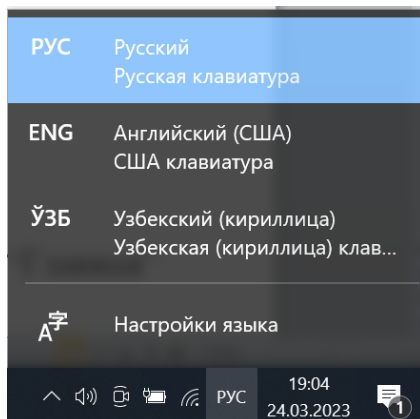 РУС Русский
Русская клавиатура
ENG Английский (США)
США клавиатура
ЎЗБ Узбекский (кириллица)
Узбекская (кириллица) клав...
Настройки языка
РУС 19:04
24.03.2023
1